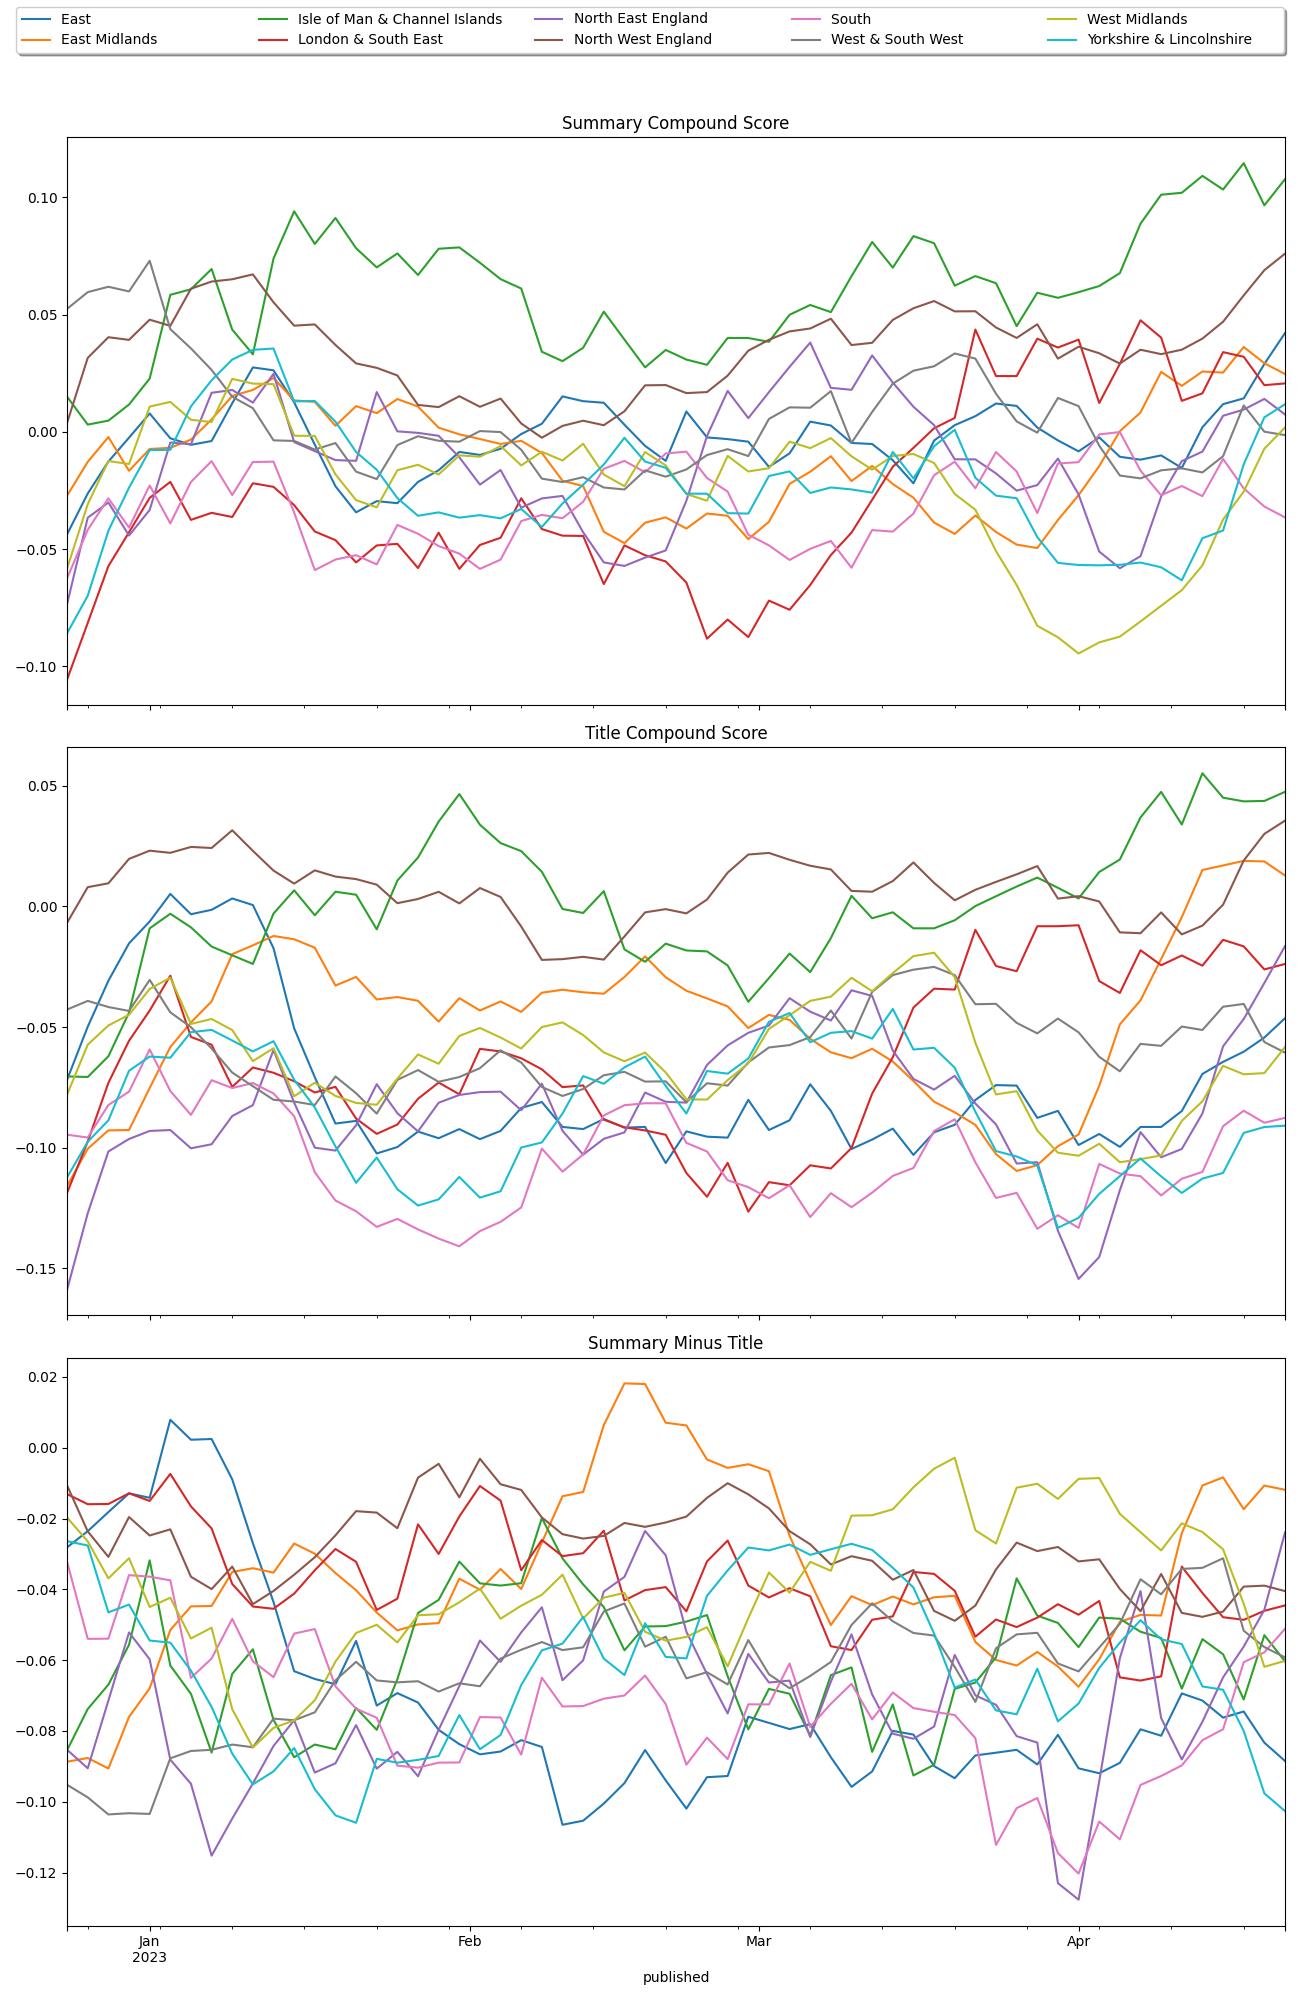 East Isle of Man & Channel Islands North East England South West Midlands
East Midlands London & South East North West England West & South West Yorkshire & Lincolnshire
Summary Compound Score
0.10
0.05
0.00
−0.05
−0.10
Title Compound Score
0.05
0.00
−0.05
−0.10
−0.15
Summary Minus Title
0.02
0.00
−0.02
−0.04
−0.06
−0.08
−0.10
−0.12
Jan Feb Mar Apr
2023
published